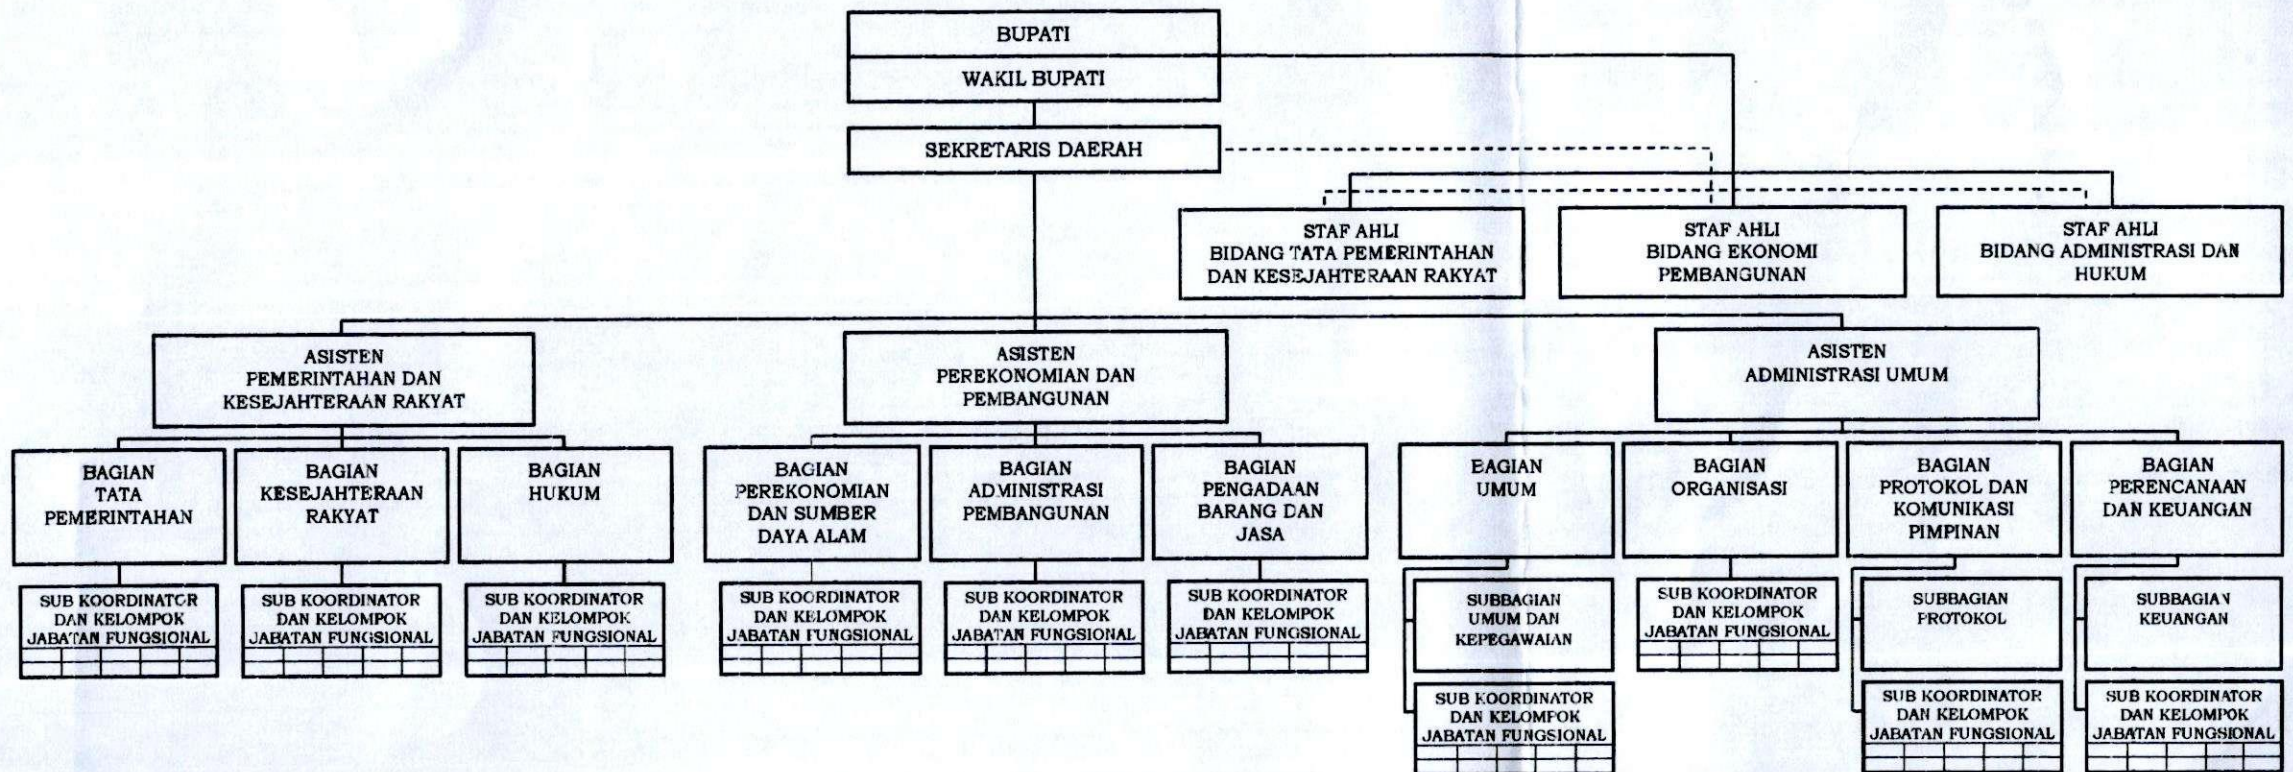 BUPATI
WAKIL BUPATI
SEKRETARIS DAERAH
STAF AHLI
BIDANG TATA PEMERINTAHAN
DAN KESEJAHTERAAN RAKYAT
STAF AHLI
BIDANG EKONOMI
PEMBANGUNAN
STAF AHLI
BIDANG ADMINISTRASI DAN
HUKUM
ASISTEN
PEMERINTAHAN DAN
KESEJAHTERAAN RAKYAT
ASISTEN
PEREKONOMIAN DAN
PEMBANGUNAN
ASISTEN
ADMINISTRASI UMUM
BAGIAN
TATA
PEMERINTAHAN
BAGIAN
KESEJAHTERAAN
RAKYAT
BAGIAN
HUKUM
BAGIAN
PEREKONOMIAN
DAN SUMBER
DAYA ALAM
BAGIAN
ADMINISTRASI
PEMBANGUNAN
BAGIAN
PENGADAAN
BARANG DAN
JASA
BAGIAN
UMUM
BAGIAN
ORGANISASI
BAGIAN
PROTOKOL DAN
KOMUNIKASI
PIMPINAN
BAGIAN
PERENCANAAN
DAN KEUANGAN
SUB KOORDINATOR
DAN KELOMPOK
JABATAN FUNGSIONAL
SUB KOORDINATOR
DAN KELOMPOK
JABATAN FUNGSIONAL
SUB KOORDINATOR
DAN KELOMPOK
JABATAN FUNGSIONAL
SUB KOORDINATOR
DAN KELOMPOK
JABATAN FUNGSIONAL
SUB KOORDINATOR
DAN KELOMPOK
JABATAN FUNGSIONAL
SUB KOORDINATOR
DAN KELOMPOK
JABATAN FUNGSIONAL
SUBBAGIAN
UMUM DAN
KEPEGAWAIAN
SUB KOORDINATOR
DAN KELOMPOK
JABATAN FUNGSIONAL
SUBBAGIAN
PROTOKOL
SUBBAGIAN
KEUANGAN
SUB KOORDINATOR
DAN KELOMPOK
JABATAN FUNGSIONAL
SUB KOORDINATOR
DAN KELOMPOK
JABATAN FUNGSIONAL
SUB KOORDINATOR
DAN KELOMPOK
JABATAN FUNGSIONAL